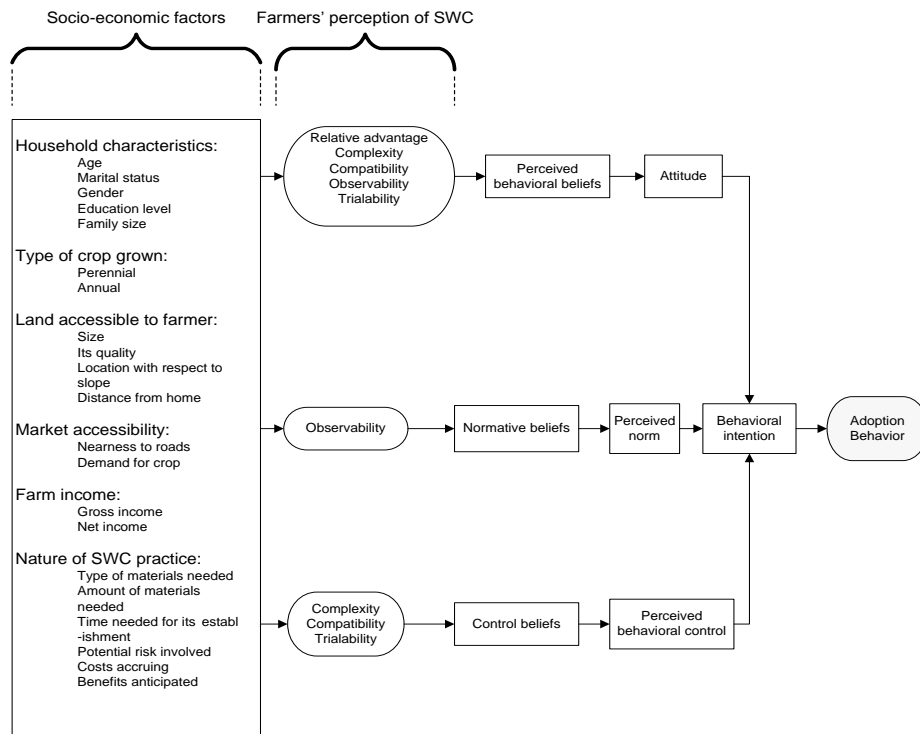 Socio-economic factors
Farmers' perception of SWC
Household characteristics:
Age
Marital status
Gender
Education level
Family size
Type of crop grown:
Perennial
Annual
Land accessible to farmer:
Size
Its quality
Location with respect to
slope
Distance from home
Market accessibility:
Nearness to roads
Demand for crop
Farm income:
Gross income
Net income
Nature of SWC practice:
Type of materials needed
Amount of materials
needed
Time needed for its establ
-ishment
Potential risk involved
Costs accruing
Benefits anticipated
Relative advantage
Complexity
Compatibility
Observability
Trialability
Perceived
behavioral beliefs
Attitude
Observability
Normative beliefs
Perceived
norm
Behavioral
intention
Adoption
Behavior
Complexity
Compatibility
Trialability
Control beliefs
Perceived
behavioral control